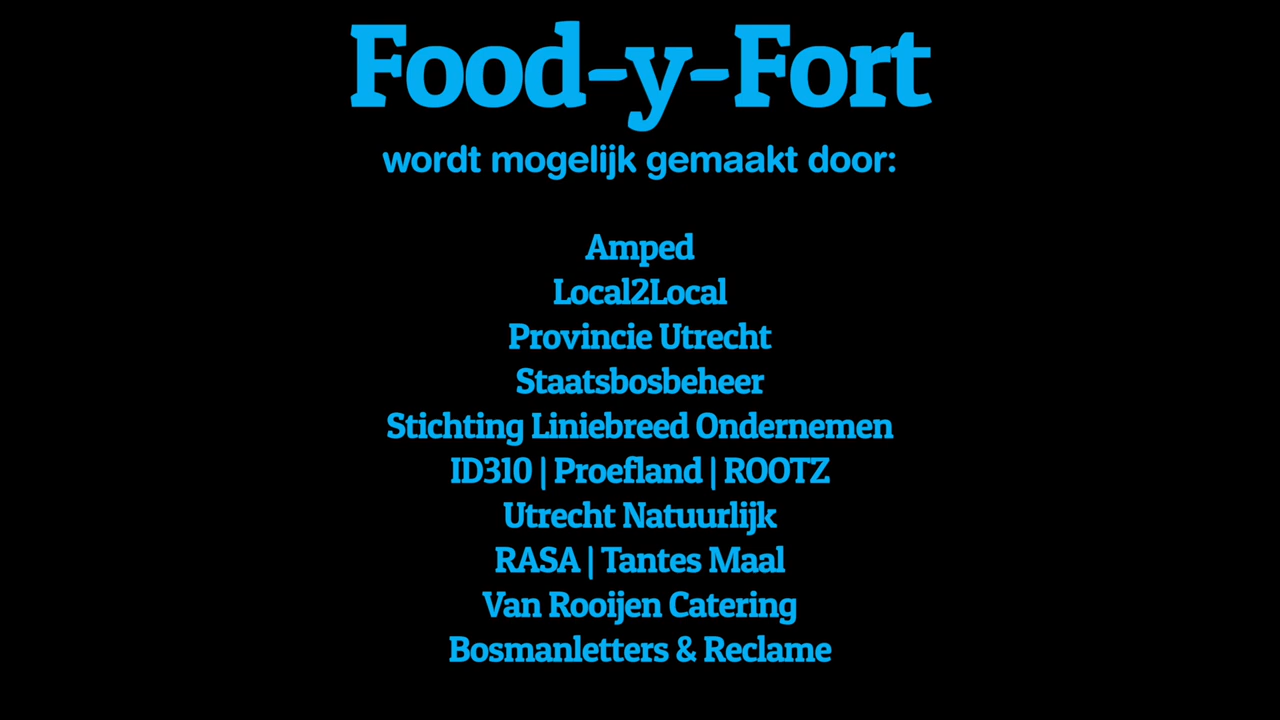 Food-y-Fort
wordt mogelijk gemaakt door:
Amped
Local2Local
Provincie Utrecht
Staatsbosbeheer
Stichting Liniebreed Ondernemen
ID310 | Proefland | ROOTZ
Utrecht Natuurlijk
RASA | Tantes Maal
Van Rooijen Catering
Bosmanletters & Reclame